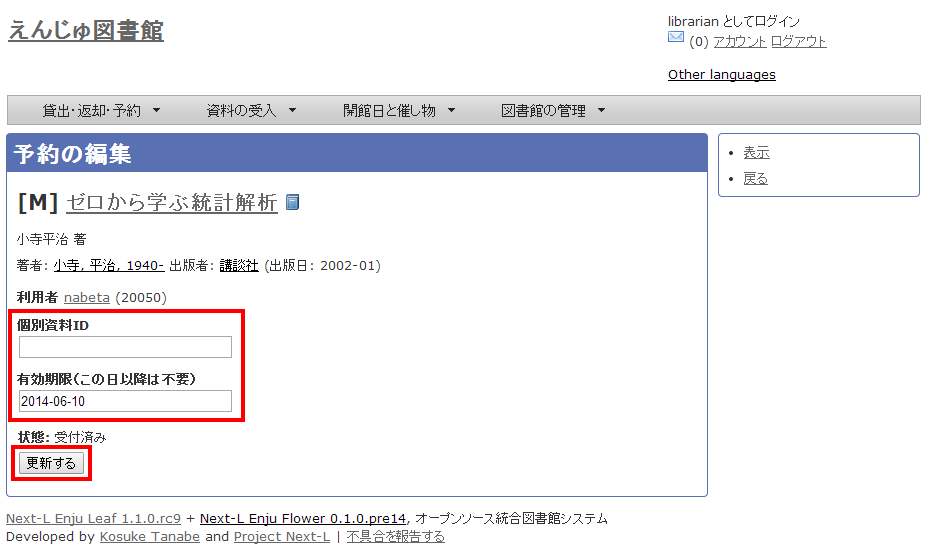 えんじゅ図書館
librarian としてログイン
(0) アカウント ログアウト
Other languages
貸出・返却・予約 資料の受入 開館日と催し物 図書館の管理
予約の編集
表示
戻る
[M] ゼロから学ぶ統計解析
小寺平治 著
著者: 小寺, 平治, 1940- 出版者: 講談社 (出版日: 2002-01)
利用者 nabeta (20050)
個別資料ID
有効期限(この日以降は不要)
2014-06-10
状態: 受付済み
更新する
Next-L Enju Leaf 1.1.0.rc9 + Next-L Enju Flower 0.1.0.pre14, オープンソース統合図書館システム
Developed by Kosuke Tanabe and Project Next-L | 不具合を報告する